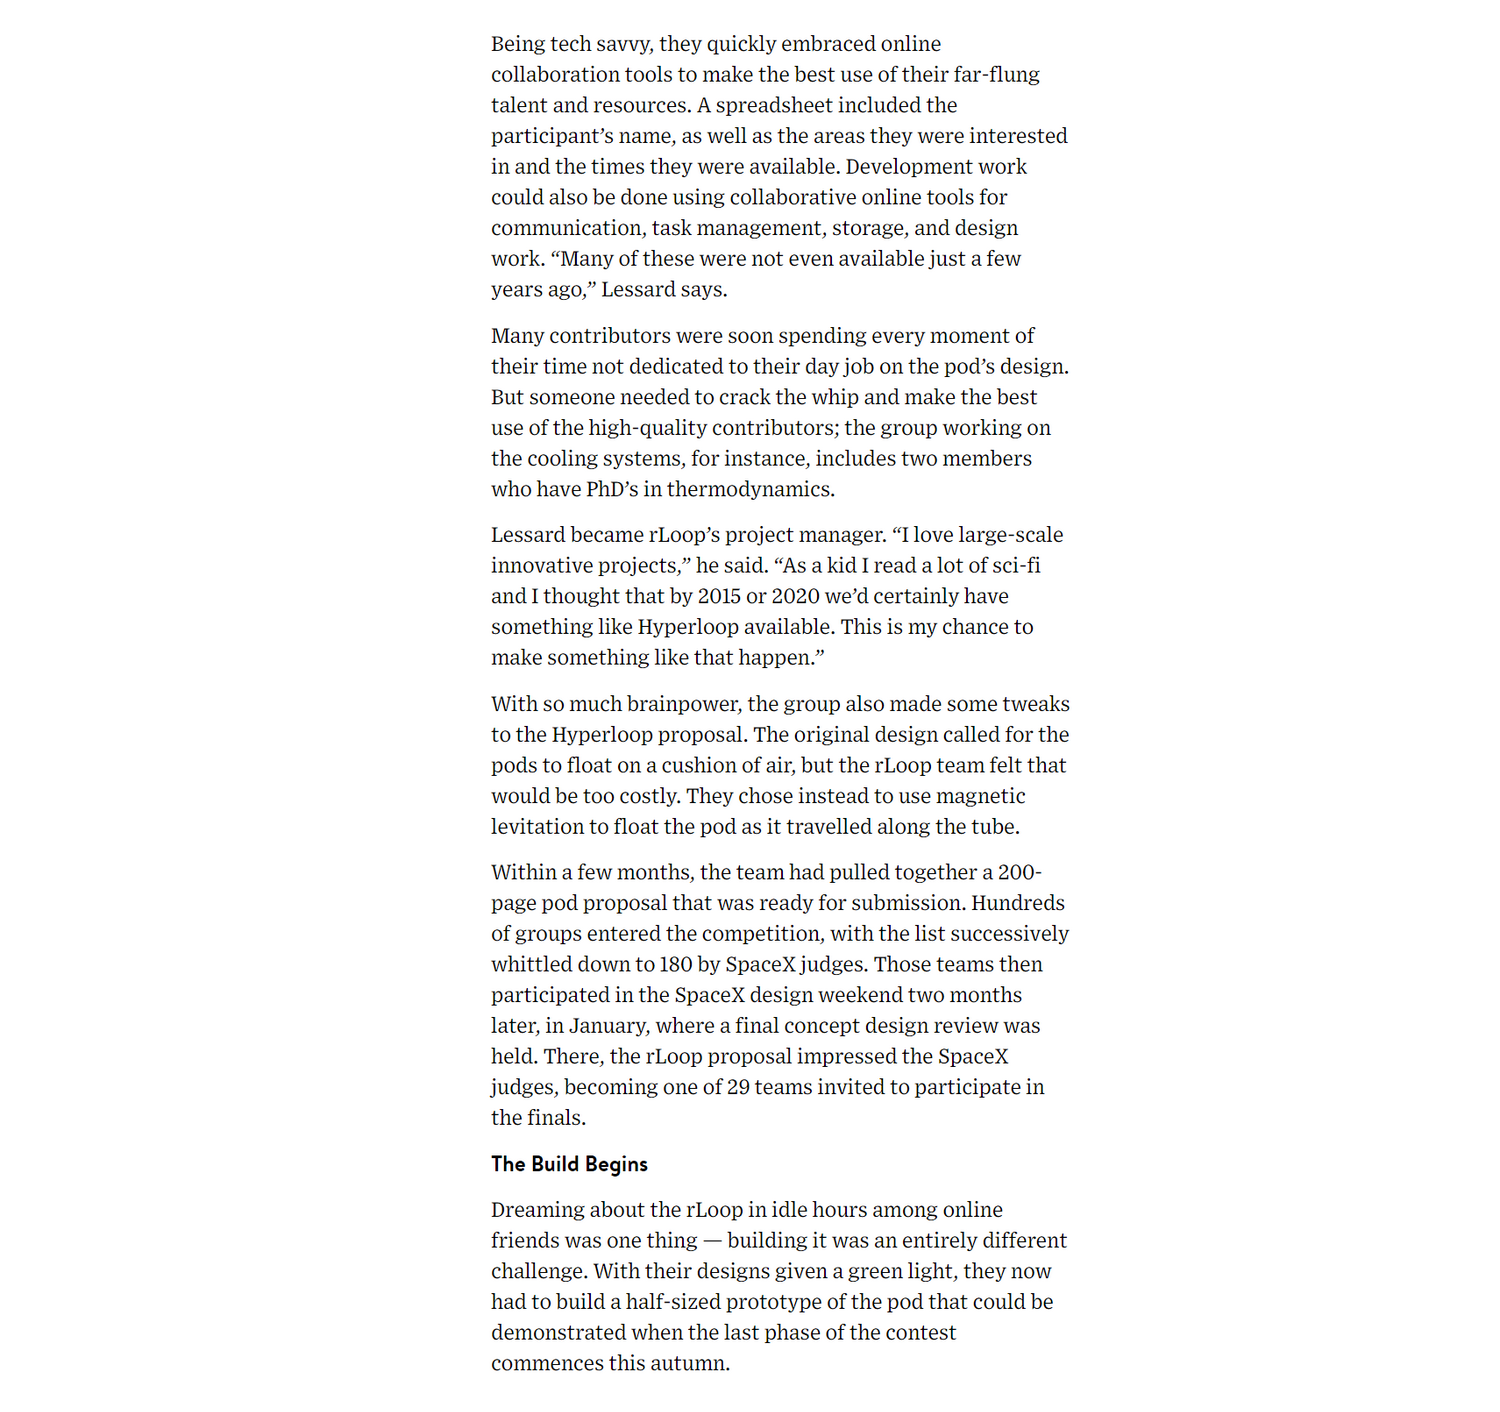 Being tech savvy, they quickly embraced online
collaboration tools to make the best use of their far-flung
talent and resources. A spreadsheet included the
participant’s name, as well as the areas they were interested
in and the times they were available. Development work
could also be done using collaborative online tools for
communication, task management, storage, and design
work. “Many of these were not even available just a few
years ago,” Lessard says.
Many contributors were soon spending every moment of
their time not dedicated to their day job on the pod’s design.
But someone needed to crack the whip and make the best
use of the high-quality contributors; the group working on
the cooling systems, for instance, includes two members
who have PhD’s in thermodynamics.
Lessard became rLoop’s project manager. “I love large-scale
innovative projects,” he said. “As a kid I read a lot of sci-fi
and I thought that by 2015 or 2020 we’d certainly have
something like Hyperloop available. This is my chance to
make something like that happen.”
With so much brainpower, the group also made some tweaks
to the Hyperloop proposal. The original design called for the
pods to float on a cushion of air, but the rLoop team felt that
would be too costly. They chose instead to use magnetic
levitation to float the pod as it travelled along the tube.
Within a few months, the team had pulled together a 200-
page pod proposal that was ready for submission. Hundreds
of groups entered the competition, with the list successively
whittled down to 180 by SpaceX judges. Those teams then
participated in the SpaceX design weekend two months
later, in January, where a final concept design review was
held. There, the rLoop proposal impressed the SpaceX
judges, becoming one of 29 teams invited to participate in
the finals.
The Build Begins
Dreaming about the rLoop in idle hours among online
friends was one thing — building it was an entirely different
challenge. With their designs given a green light, they now
had to build a half-sized prototype of the pod that could be
demonstrated when the last phase of the contest
commences this autumn.